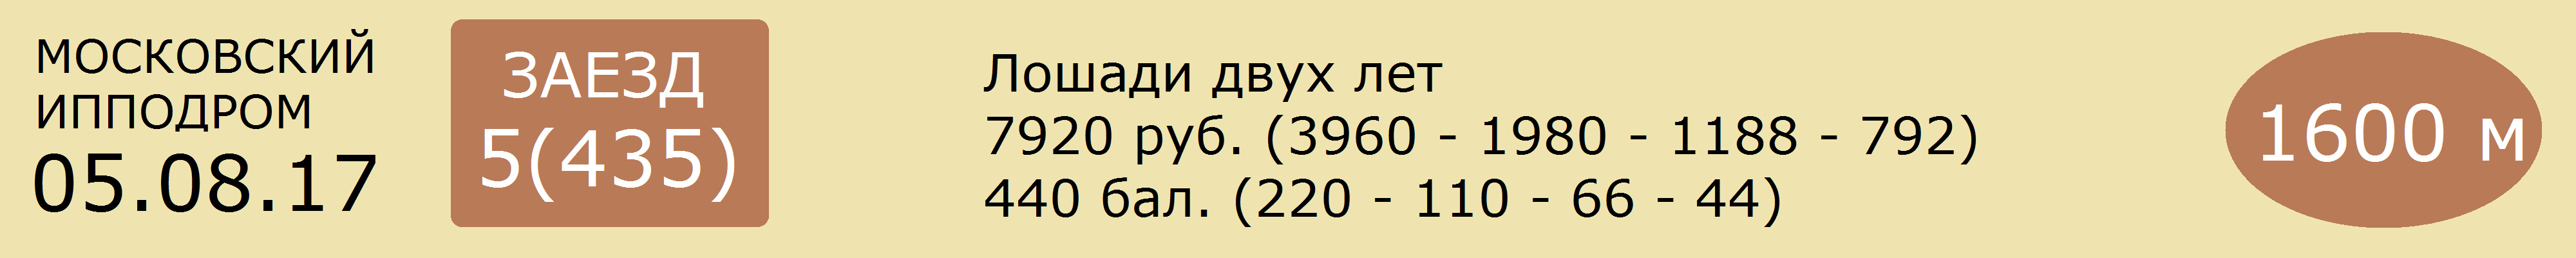 МОСКОВСКИЙ
ИППОДРОМ
05.08.17
ЗАЕЗД
5(435)
Лошади двух лет
7920 руб. (3960 - 1980 - 1188 - 792)
440 бал. (220 - 110 - 66 - 44)
1600 м